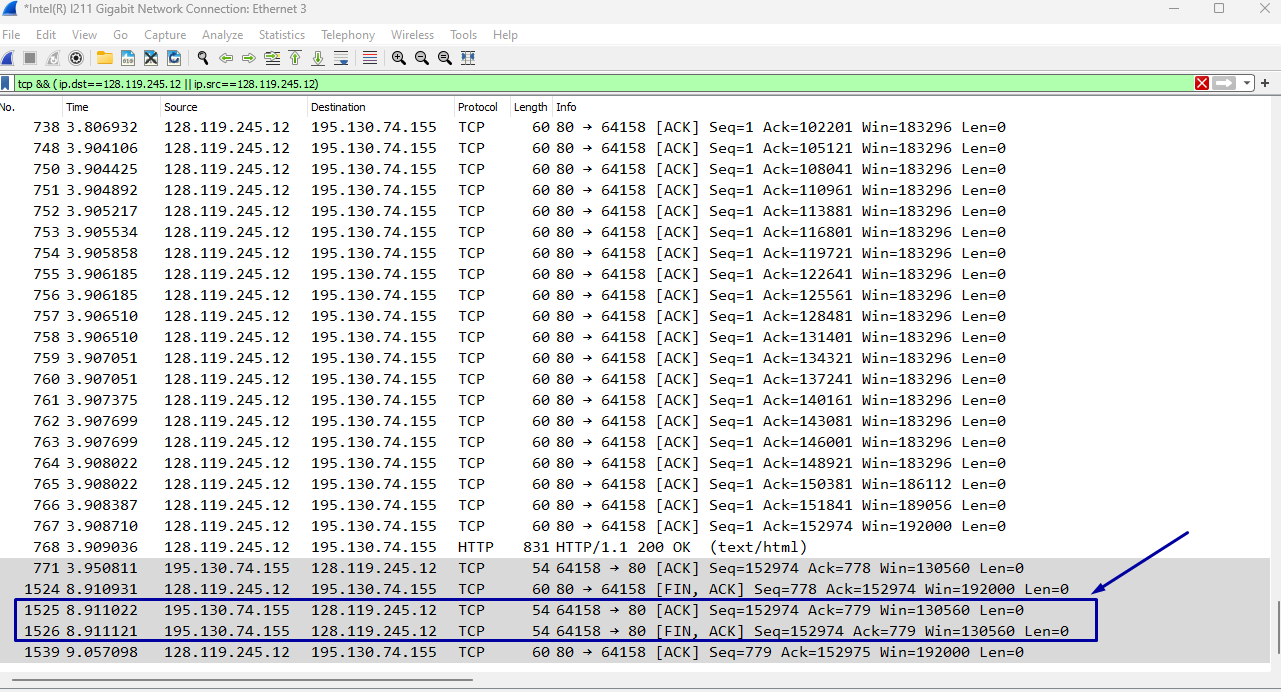 *Intel(R) I211 Gigabit Network Connection: Ethernet 3
File Edit View Go Capture Analyze Statistics Telephony Wireless Tools Help
tcp && (ip.dst==128.119.245.12 || ip.src==128.119.245.12)
No. Time Source Destination Protocol Length Info
738 3.806932 128.119.245.12 195.130.74.155 TCP 60 80 → 64158 [ACK] Seq=1 Ack=102201 Win=183296 Len=0
748 3.904106 128.119.245.12 195.130.74.155 TCP 60 80 → 64158 [ACK] Seq=1 Ack=105121 Win=183296 Len=0
750 3.904425 128.119.245.12 195.130.74.155 TCP 60 80 → 64158 [ACK] Seq=1 Ack=108041 Win=183296 Len=0
751 3.904892 128.119.245.12 195.130.74.155 TCP 60 80 → 64158 [ACK] Seq=1 Ack=110961 Win=183296 Len=0
752 3.905217 128.119.245.12 195.130.74.155 TCP 60 80 → 64158 [ACK] Seq=1 Ack=113881 Win=183296 Len=0
753 3.905534 128.119.245.12 195.130.74.155 TCP 60 80 → 64158 [ACK] Seq=1 Ack=116801 Win=183296 Len=0
754 3.905858 128.119.245.12 195.130.74.155 TCP 60 80 → 64158 [ACK] Seq=1 Ack=119721 Win=183296 Len=0
755 3.906185 128.119.245.12 195.130.74.155 TCP 60 80 → 64158 [ACK] Seq=1 Ack=122641 Win=183296 Len=0
756 3.906185 128.119.245.12 195.130.74.155 TCP 60 80 → 64158 [ACK] Seq=1 Ack=125561 Win=183296 Len=0
757 3.906510 128.119.245.12 195.130.74.155 TCP 60 80 → 64158 [ACK] Seq=1 Ack=128481 Win=183296 Len=0
758 3.906510 128.119.245.12 195.130.74.155 TCP 60 80 → 64158 [ACK] Seq=1 Ack=131401 Win=183296 Len=0
759 3.907051 128.119.245.12 195.130.74.155 TCP 60 80 → 64158 [ACK] Seq=1 Ack=134321 Win=183296 Len=0
760 3.907051 128.119.245.12 195.130.74.155 TCP 60 80 → 64158 [ACK] Seq=1 Ack=137241 Win=183296 Len=0
761 3.907375 128.119.245.12 195.130.74.155 TCP 60 80 → 64158 [ACK] Seq=1 Ack=140161 Win=183296 Len=0
762 3.907699 128.119.245.12 195.130.74.155 TCP 60 80 → 64158 [ACK] Seq=1 Ack=143081 Win=183296 Len=0
763 3.907699 128.119.245.12 195.130.74.155 TCP 60 80 → 64158 [ACK] Seq=1 Ack=146001 Win=183296 Len=0
764 3.908022 128.119.245.12 195.130.74.155 TCP 60 80 → 64158 [ACK] Seq=1 Ack=148921 Win=183296 Len=0
765 3.908022 128.119.245.12 195.130.74.155 TCP 60 80 → 64158 [ACK] Seq=1 Ack=150381 Win=186112 Len=0
766 3.908387 128.119.245.12 195.130.74.155 TCP 60 80 → 64158 [ACK] Seq=1 Ack=151841 Win=189056 Len=0
767 3.908710 128.119.245.12 195.130.74.155 TCP 60 80 → 64158 [ACK] Seq=1 Ack=152974 Win=192000 Len=0
768 3.909036 128.119.245.12 195.130.74.155 HTTP 831 HTTP/1.1 200 OK (text/html)
771 3.950811 195.130.74.155 128.119.245.12 TCP 54 64158 → 80 [ACK] Seq=152974 Ack=778 Win=130560 Len=0
1524 8.910931 128.119.245.12 195.130.74.155 TCP 60 80 → 64158 [FIN, ACK] Seq=778 Ack=152974 Win=192000 Len=0
1525 8.911022 195.130.74.155 128.119.245.12 TCP 54 64158 → 80 [ACK] Seq=152974 Ack=779 Win=130560 Len=0
1526 8.911121 195.130.74.155 128.119.245.12 TCP 54 64158 → 80 [FIN, ACK] Seq=152974 Ack=779 Win=130560 Len=0
1539 9.057098 128.119.245.12 195.130.74.155 TCP 60 80 → 64158 [ACK] Seq=779 Ack=152975 Win=192000 Len=0